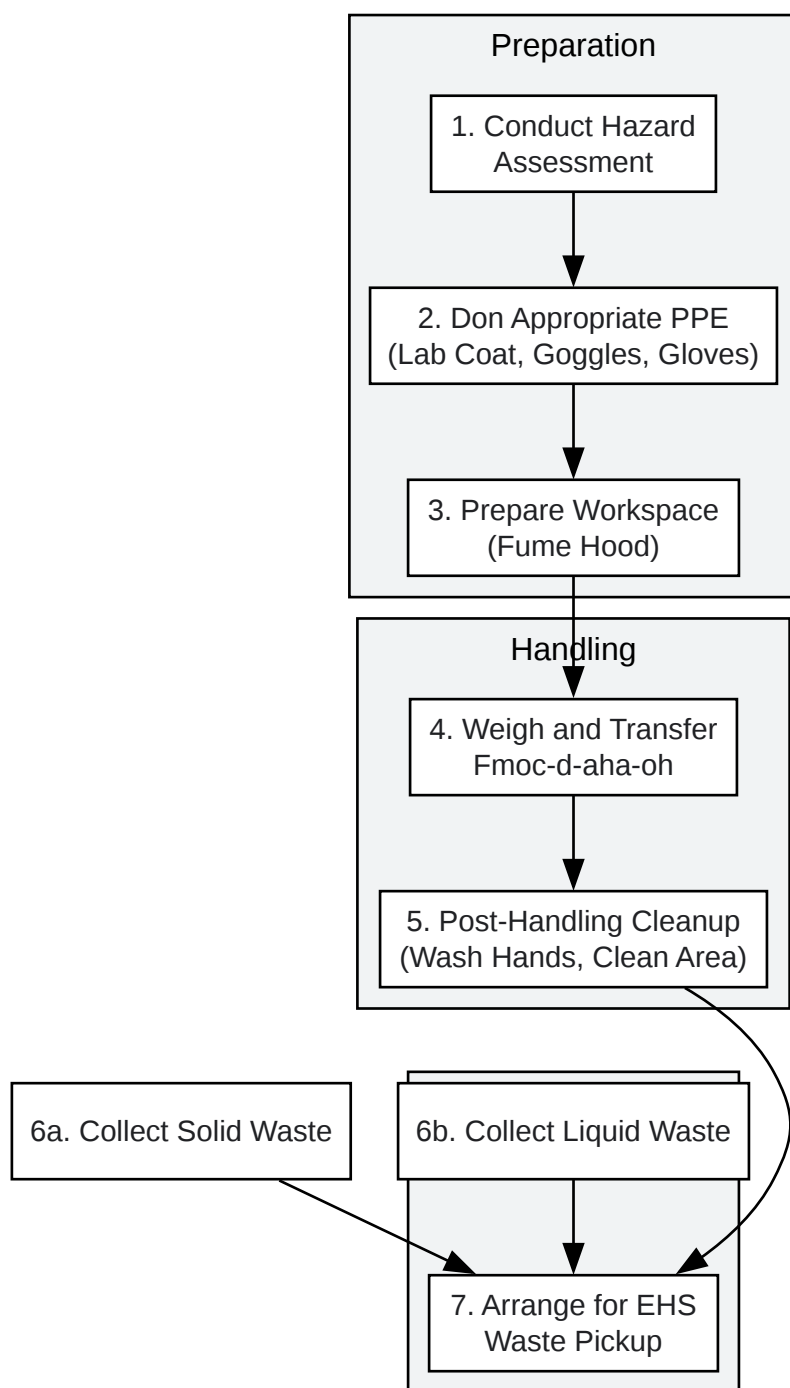 Preparation
1. Conduct Hazard
Assessment
2. Don Appropriate PPE
(Lab Coat, Goggles, Gloves)
3. Prepare Workspace
(Fume Hood)
Handling
4. Weigh and Transfer
Fmoc-d-aha-oh
5. Post-Handling Cleanup
(Wash Hands, Clean Area)
6a. Collect Solid Waste
6b. Collect Liquid Waste
7. Arrange for EHS
Waste Pickup